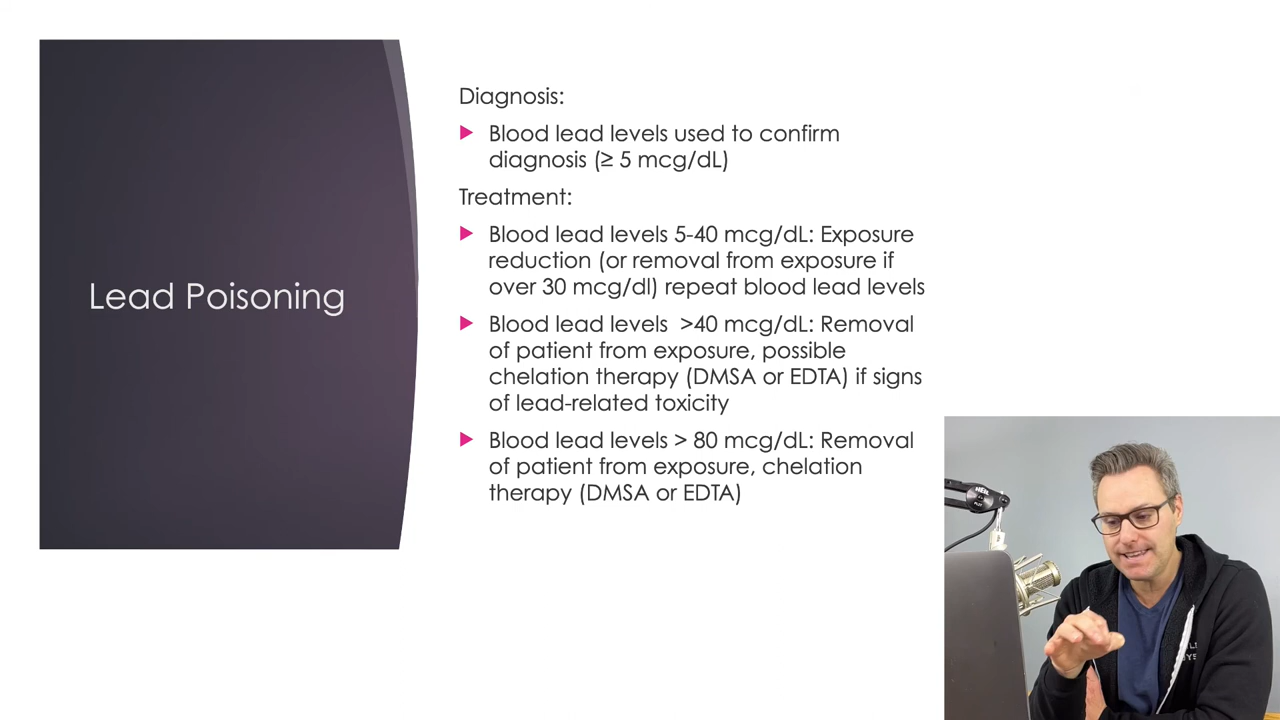 Lead Poisoning
Diagnosis:
Blood lead levels used to confirm
diagnosis (≥ 5 mcg/dL)
Treatment:
Blood lead levels 5-40 mcg/dL: Exposure
reduction (or removal from exposure if
over 30 mcg/dl) repeat blood lead levels
Blood lead levels  >40 mcg/dL: Removal
of patient from exposure, possible
chelation therapy (DMSA or EDTA) if signs
of lead-related toxicity
Blood lead levels > 80 mcg/dL: Removal
of patient from exposure, chelation
therapy (DMSA or EDTA)